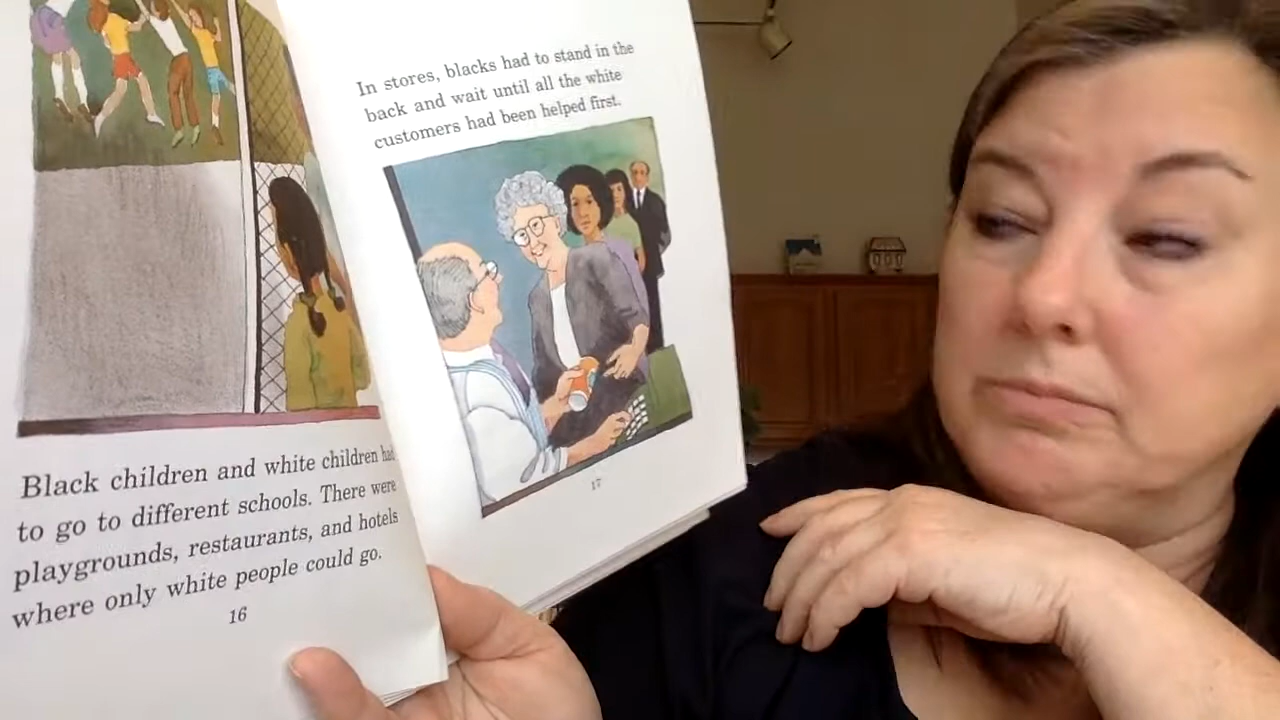 Black children and white children had
to go to different schools. There were
playgrounds, restaurants, and hotels
where only white people could go.
16
In stores, blacks had to stand in the
back and wait until all the white
customers had been helped first.
17